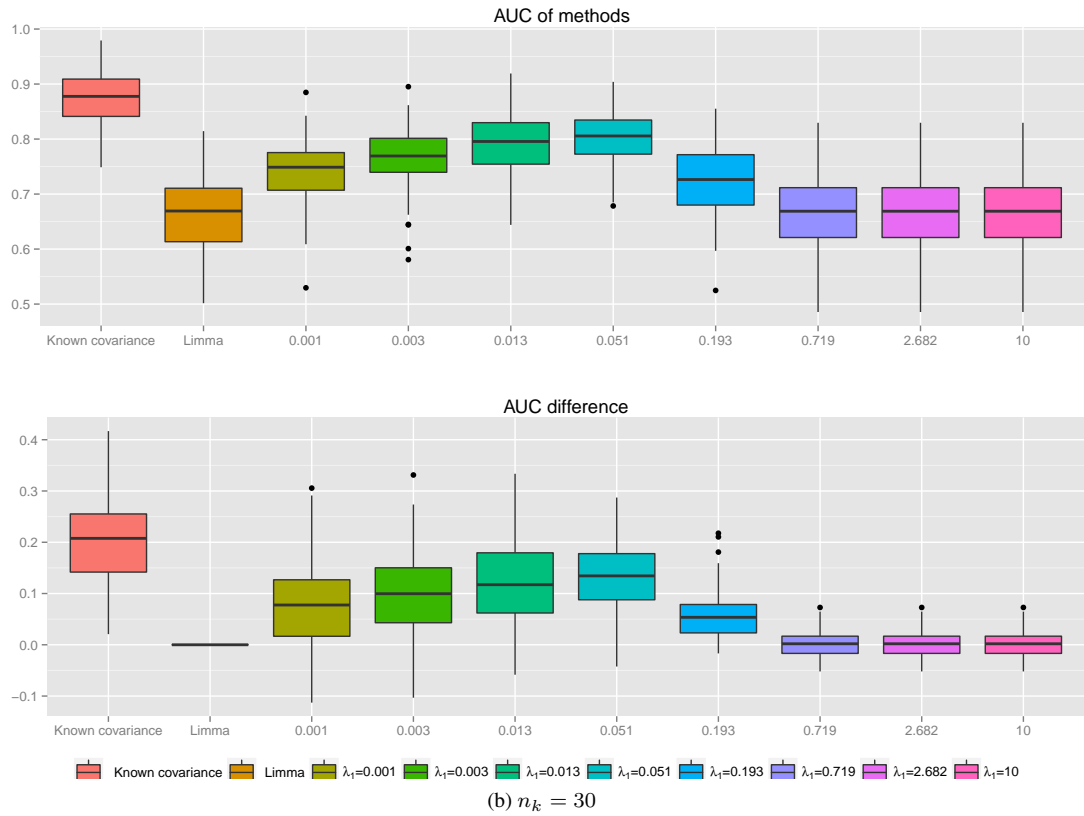 AUC of methods
1.0
0.9
0.8
0.7
0.6
0.5
Known covariance Limma 0.001 0.003 0.013 0.051 0.193 0.719 2.682 10
AUC difference
0.4
0.3
0.2
0.1
0.0
−0.1
Known covariance Limma 0.001 0.003 0.013 0.051 0.193 0.719 2.682 10
Known covariance Limma λ₁=0.001 λ₁=0.003 λ₁=0.013 λ₁=0.051 λ₁=0.193 λ₁=0.719 λ₁=2.682 λ₁=10
(b) nₖ = 30